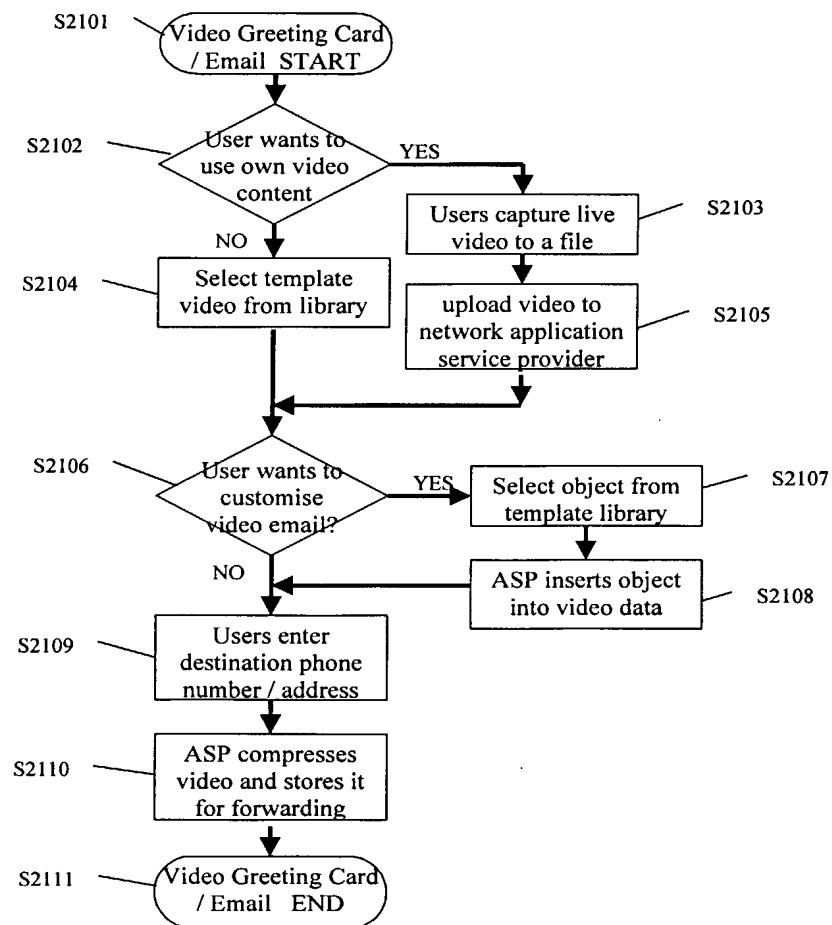 S2101
Video Greeting Card
/ Email START
S2102
User wants to
use own video
content
YES
NO
Users capture live
video to a file
S2103
S2104
Select template
video from library
upload video to
network application
service provider
S2105
S2106
User wants to
customise
video email?
YES
NO
Select object from
template library
S2107
ASP inserts object
into video data
S2108
S2109
Users enter
destination phone
number / address
S2110
ASP compresses
video and stores it
for forwarding
S2111
Video Greeting Card
/ Email END